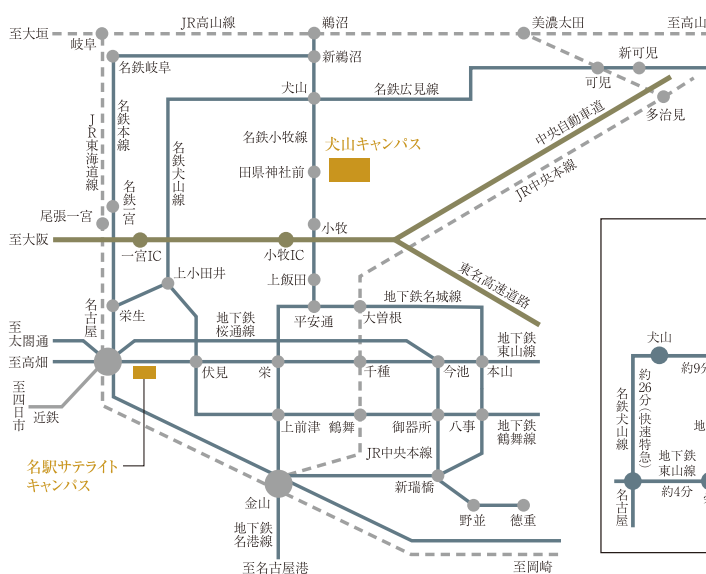 JR高山線
鵜沼
美濃太田
至高山
至大垣
岐阜
新鵜沼
名鉄岐阜
新可児
可児
犬山
名鉄広見線
多治見
名鉄本線
JR東海道線
名鉄犬山線
名鉄小牧線
犬山キャンパス
中央自動車道
田県神社前
JR中央本線
名鉄一宮
尾張一宮
小牧
至大阪
一宮IC
小牧IC
上小田井
上飯田
東名高速道路
名古屋
栄生
地下鉄名城線
平安通
大曽根
地下鉄
桜通線
至
太閤通
地下鉄
東山線
至高畑
伏見
栄
千種
今池
本山
至四日市
近鉄
上前津
鶴舞
御器所
八事
地下鉄
鶴舞線
JR中央本線
名駅サテライト
キャンパス
新瑞橋
金山
野並
徳重
地下鉄
名港線
至名古屋港
至岡崎
犬山
約9分
名鉄犬山線
約26分(快速特急)
地下鉄
東山線
約4分
名古屋